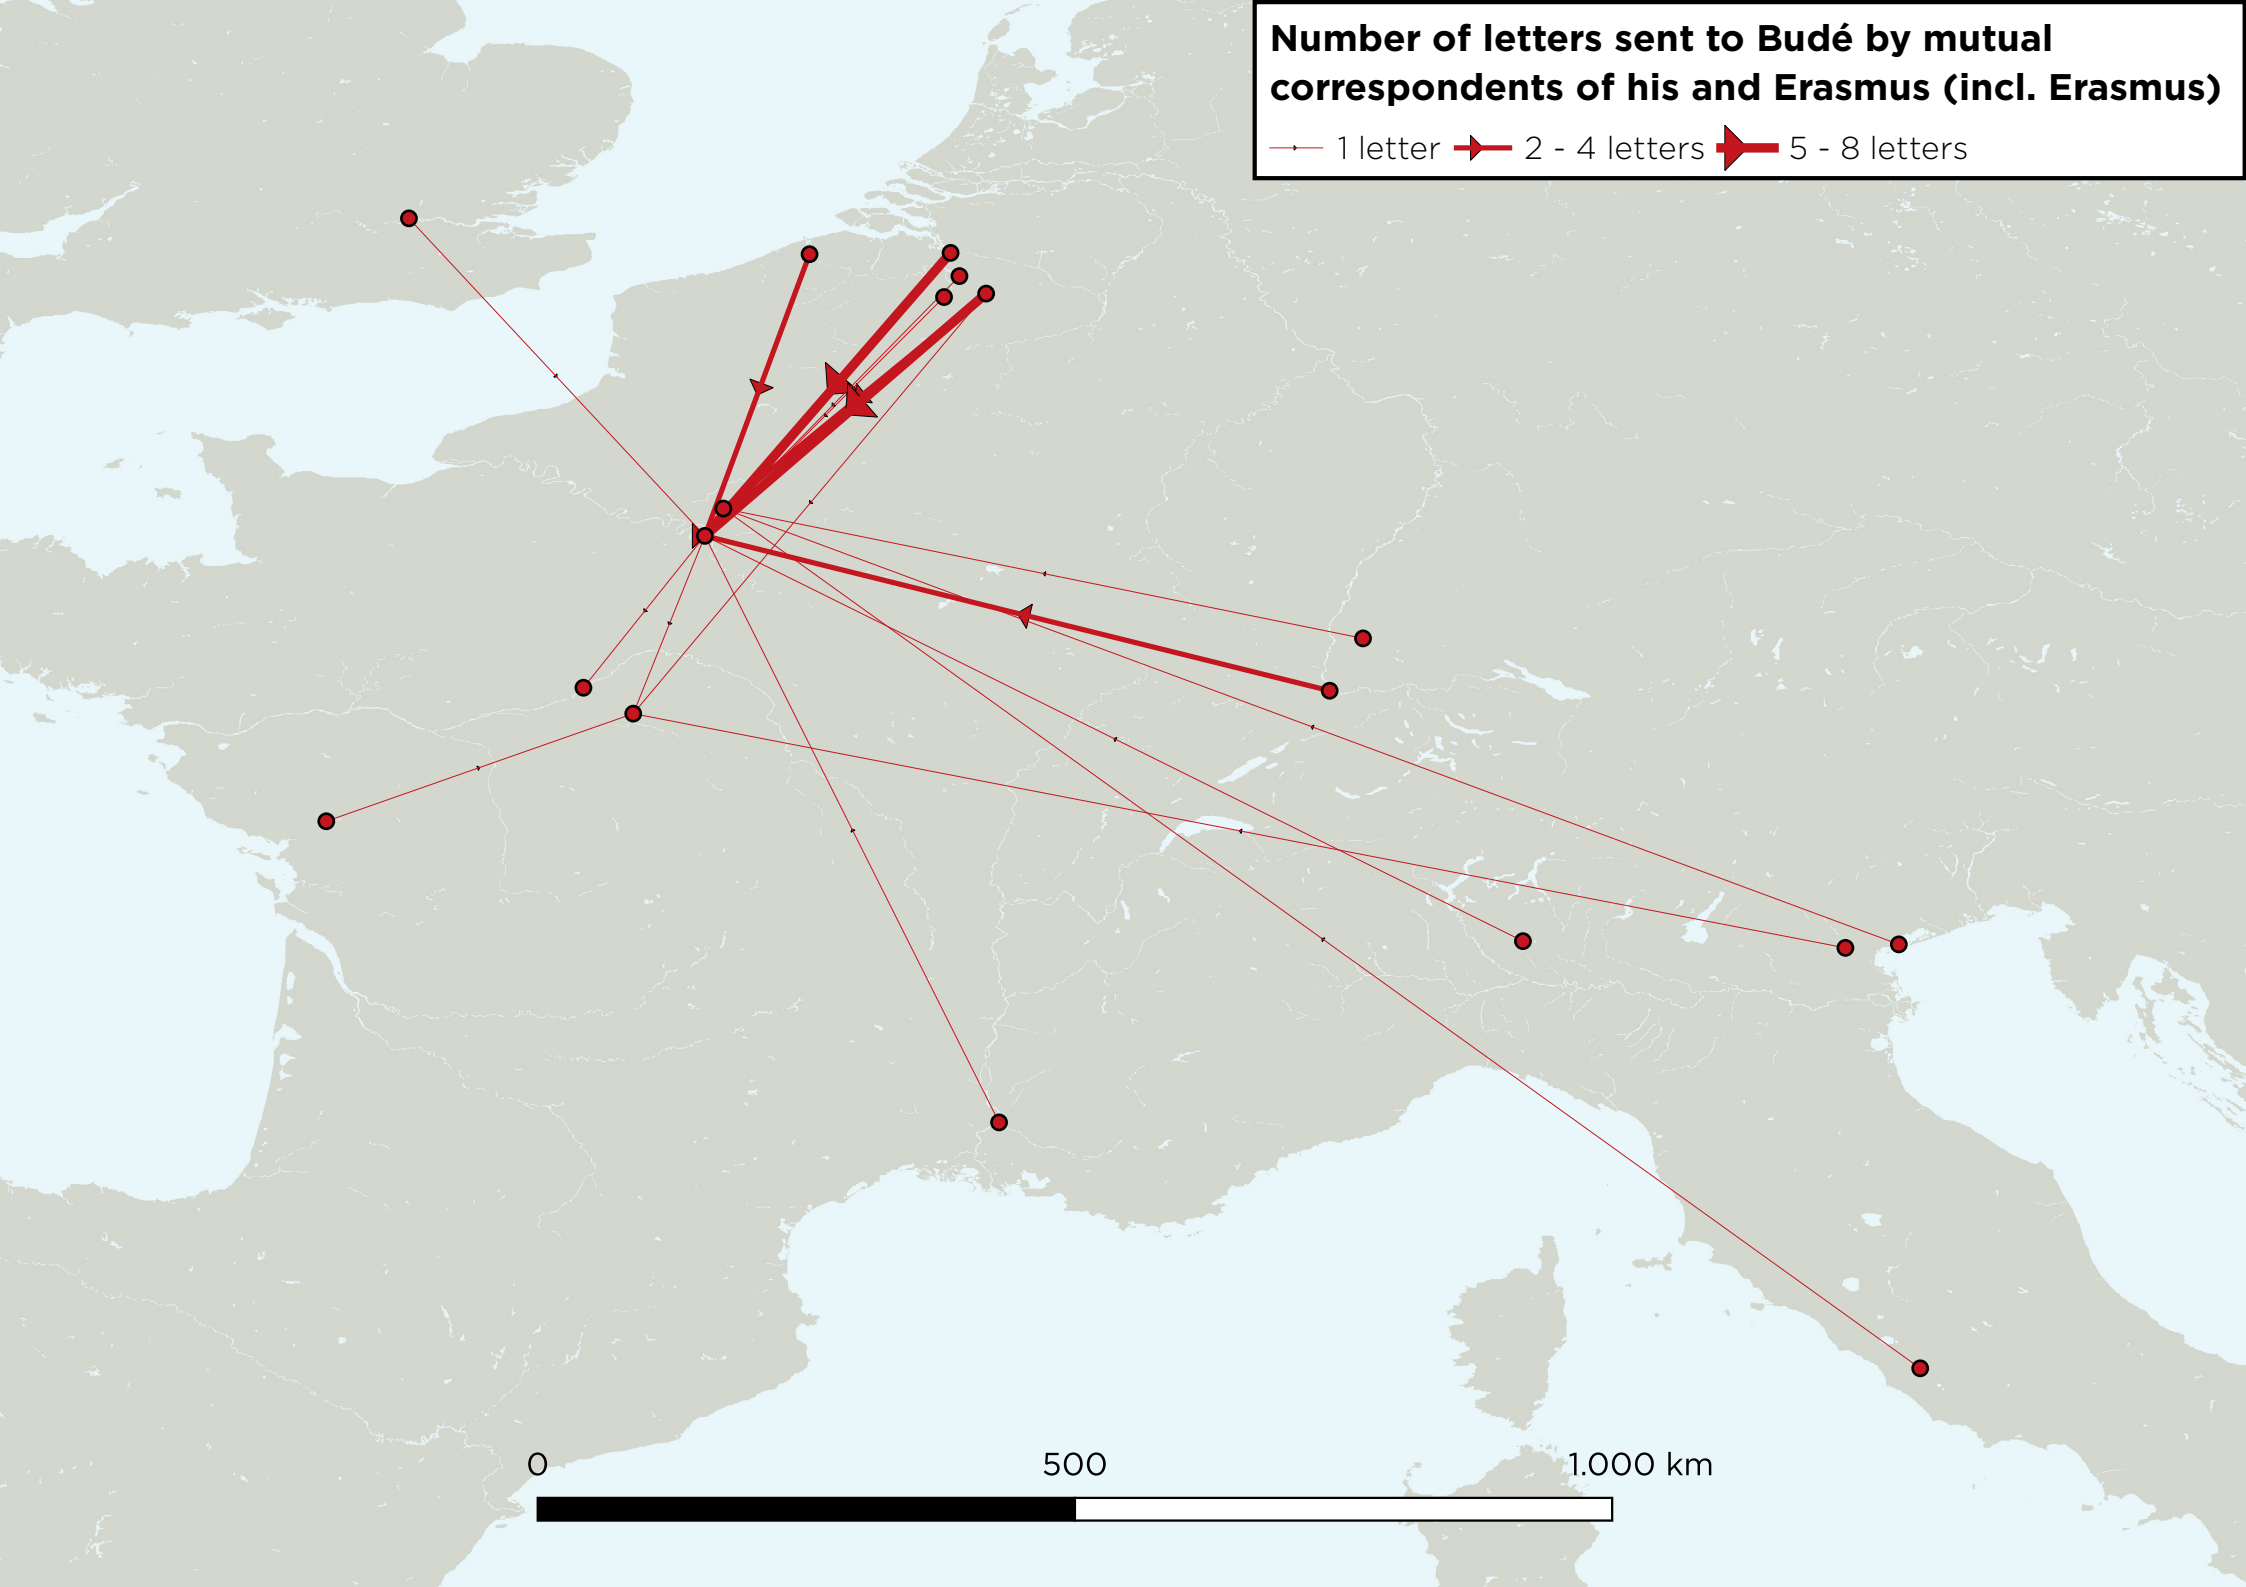 Number of letters sent to Budé by mutual
correspondents of his and Erasmus (incl. Erasmus)
1 letter 2 - 4 letters 5 - 8 letters
0 500 1.000 km